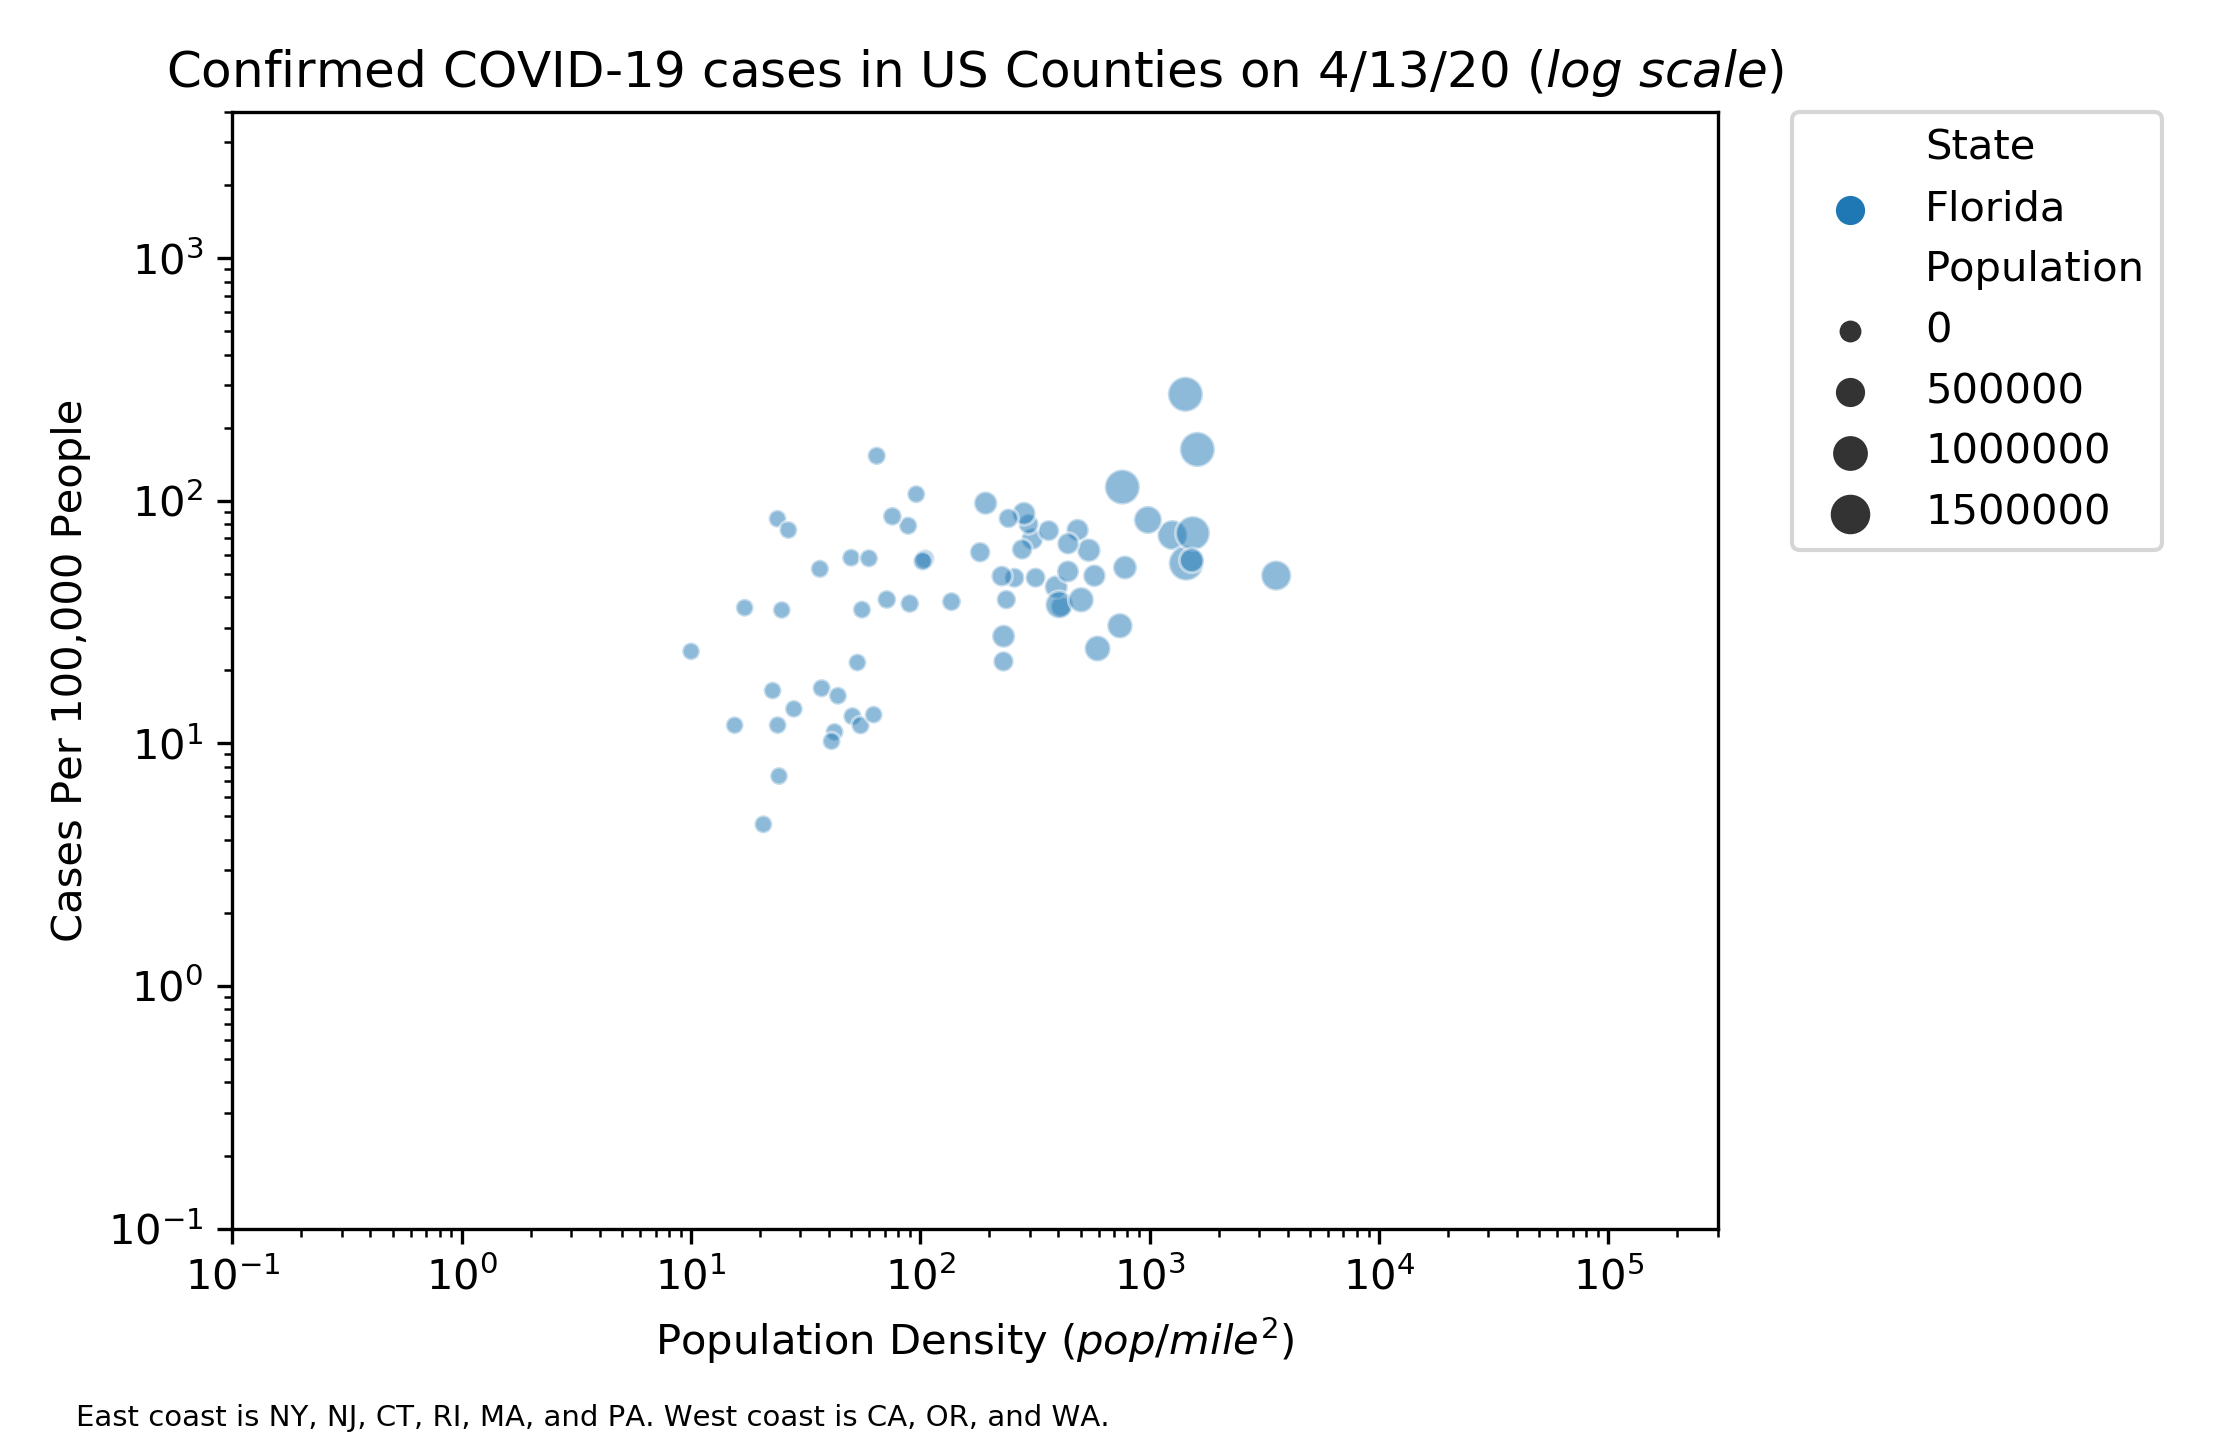 Confirmed COVID-19 cases in US Counties on 4/13/20 (log scale)
State
Florida
Population
0
500000
1000000
1500000
Cases Per 100,000 People
10³
10²
10¹
10⁰
10⁻¹
10⁻¹ 10⁰ 10¹ 10² 10³ 10⁴ 10⁵
Population Density (pop/mile²)
East coast is NY, NJ, CT, RI, MA, and PA. West coast is CA, OR, and WA.